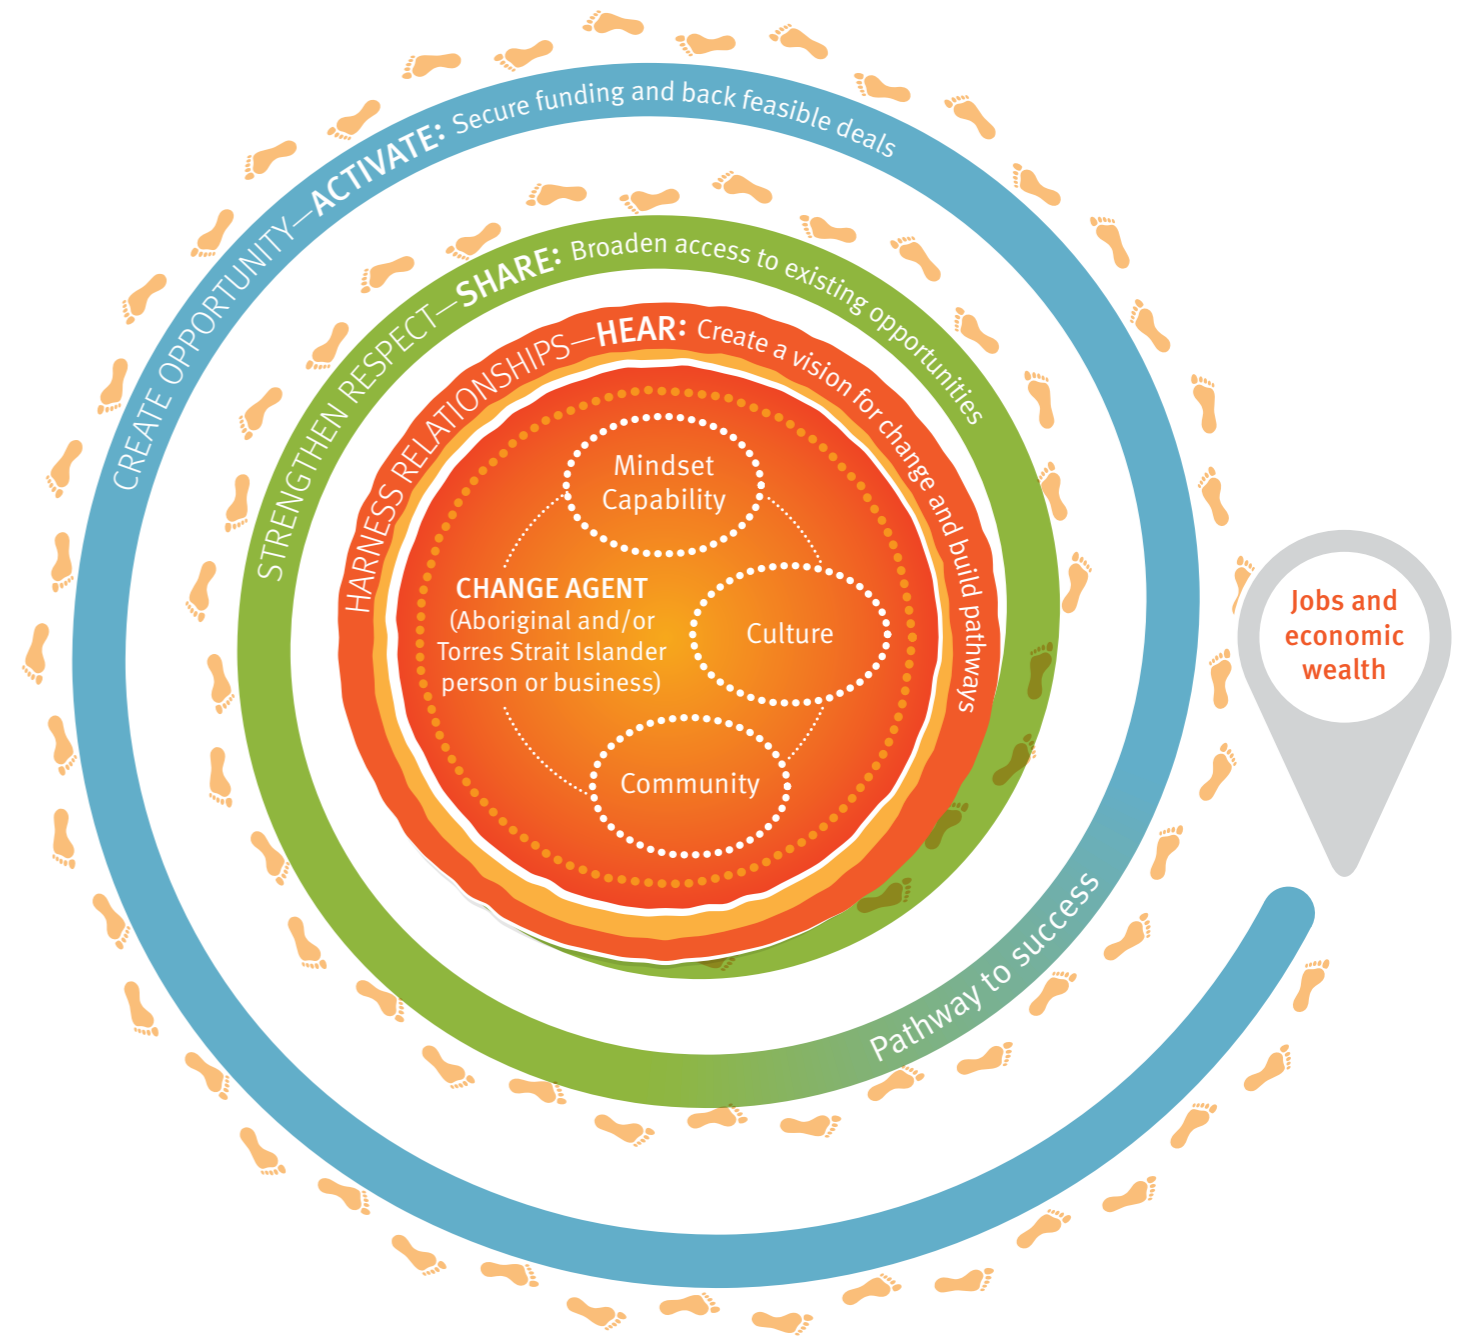 CREATE OPPORTUNITY—ACTIVATE: Secure funding and back feasible deals
STRENGTHEN RESPECT—SHARE: Broaden access to existing opportunities
HARNESS RELATIONSHIPS—HEAR: Create a vision for change and build pathways
Mindset
Capability
CHANGE AGENT
(Aboriginal and/or
Torres Strait Islander
person or business)
Culture
Community
Pathway to success
Jobs and
economic
wealth